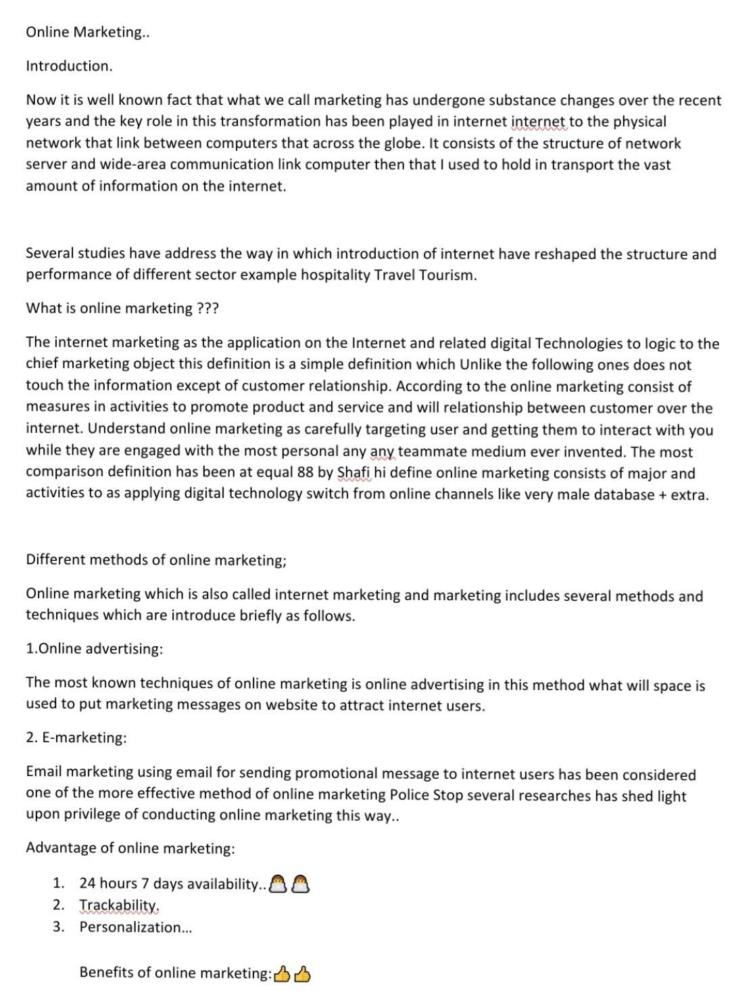 Online Marketing..
Introduction.
Now it is well known fact that what we call marketing has undergone substance changes over the recent
years and the key role in this transformation has been played in internet internet to the physical
network that link between computers that across the globe. It consists of the structure of network
server and wide-area communication link computer then that I used to hold in transport the vast
amount of information on the internet.
Several studies have address the way in which introduction of internet have reshaped the structure and
performance of different sector example hospitality Travel Tourism.
What is online marketing ???
The internet marketing as the application on the Internet and related digital Technologies to logic to the
chief marketing object this definition is a simple definition which Unlike the following ones does not
touch the information except of customer relationship. According to the online marketing consist of
measures in activities to promote product and service and will relationship between customer over the
internet. Understand online marketing as carefully targeting user and getting them to interact with you
while they are engaged with the most personal any any teammate medium ever invented. The most
comparison definition has been at equal 88 by Shafi hi define online marketing consists of major and
activities to as applying digital technology switch from online channels like very male database + extra.
Different methods of online marketing;
Online marketing which is also called internet marketing and marketing includes several methods and
techniques which are introduce briefly as follows.
1.Online advertising:
The most known techniques of online marketing is online advertising in this method what will space is
used to put marketing messages on website to attract internet users.
2. E-marketing:
Email marketing using email for sending promotional message to internet users has been considered
one of the more effective method of online marketing Police Stop several researches has shed light
upon privilege of conducting online marketing this way..
Advantage of online marketing:
1. 24 hours 7 days availability..👨‍💻👨‍💻
2. Trackability.
3. Personalization...
Benefits of online marketing:👍👍